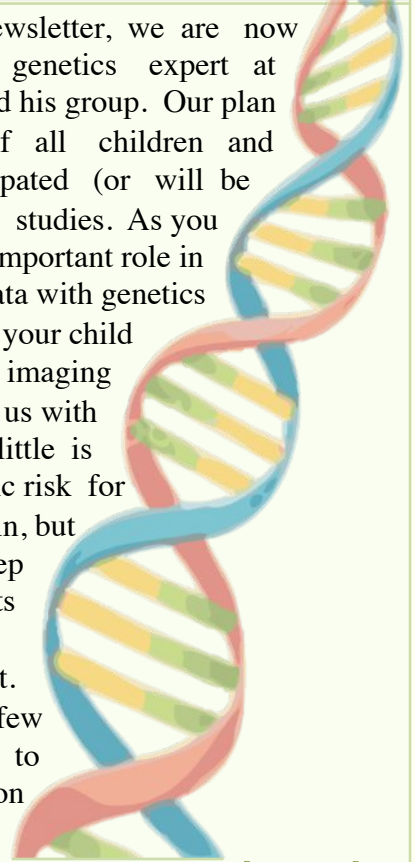 ewsletter, we are now
genetics expert at
d his group. Our plan
f all children and
pated (or will be
studies. As you
mportant role in
ata with genetics
your child
imaging
us with
little is
c risk for
in, but
ep
ts
t.
few
to
on